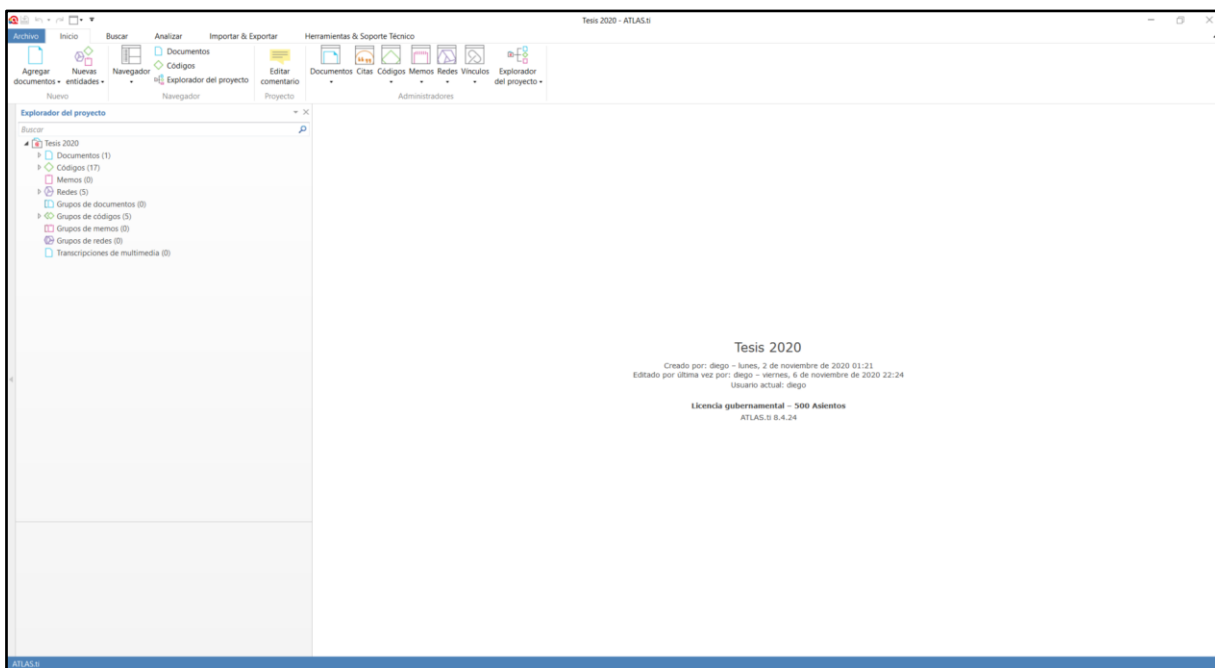 Tesis 2020 - ATLAS.ti
Archivo Inicio Buscar Analizar Importar & Exportar Herramientas & Soporte Técnico
Agregar documentos
Nuevas entidades
Navegador
Documentos
Códigos
Explorador del proyecto
Editar comentario
Documentos Citas Códigos Memos Redes Vínculos Explorador del proyecto
Nuevo Navegador Proyecto Administradores
Explorador del proyecto
Buscar
Tesis 2020
Documentos (1)
Códigos (17)
Memos (0)
Redes (5)
Grupos de documentos (0)
Grupos de códigos (5)
Grupos de memos (0)
Grupos de redes (0)
Transcripciones de multimedia (0)
Tesis 2020
Creado por: diego – lunes, 2 de noviembre de 2020 01:21
Editado por última vez por: diego – viernes, 6 de noviembre de 2020 22:24
Usuario actual: diego
Licencia gubernamental – 500 Asientos
ATLAS.ti 8.4.24
ATLAS.ti